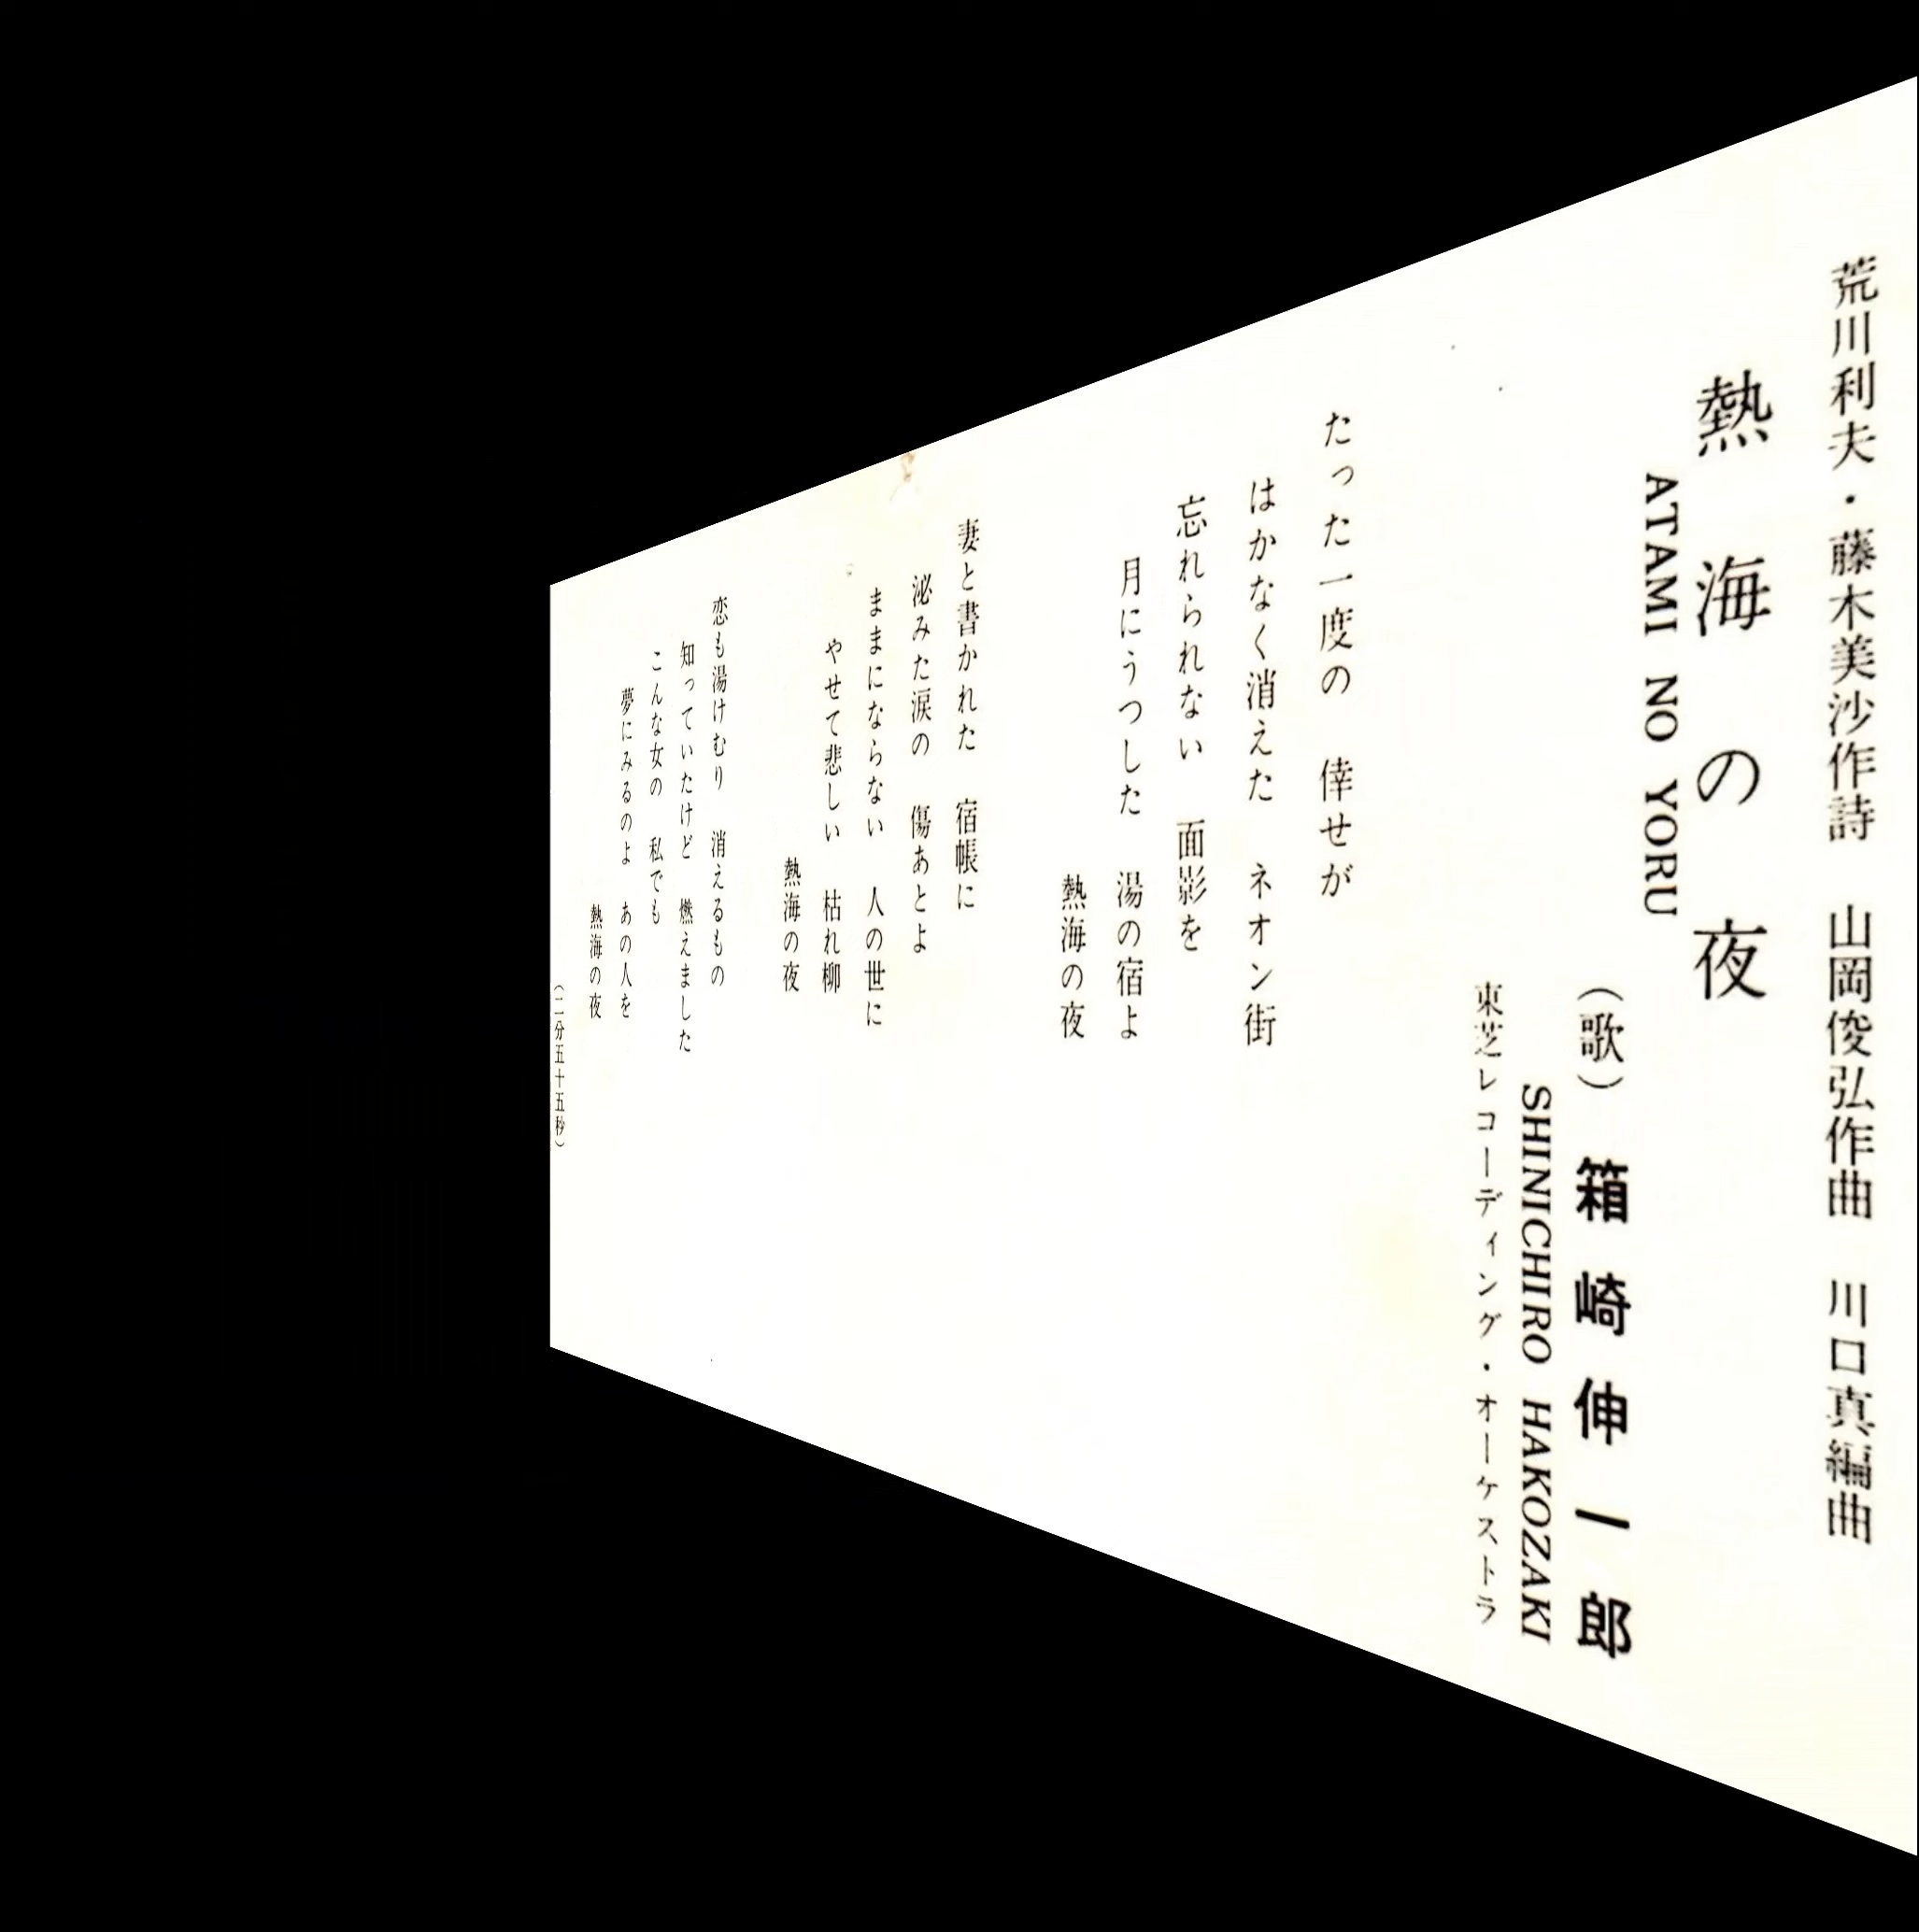 荒川利夫・藤木美沙作詩　山岡俊弘作曲　川口真編曲
熱海の夜
ATAMI NO YORU
（歌）箱崎伸一郎
SHINICHIRO HAKOZAKI
東芝レコーディング・オーケストラ
たった一度の　倖せが
はかなく消えた　ネオン街
忘れられない　面影を
月にうつした　湯の宿よ
熱海の夜
妻と書かれた　宿帳に
泌みた涙の　傷あとよ
ままにならない　人の世に
やせて悲しい　枯れ柳
熱海の夜
恋も湯けむり　消えるもの
知っていたけど　燃えました
こんな女の　私でも
夢にみるのよ　あの人を
熱海の夜
（二分五十五秒）